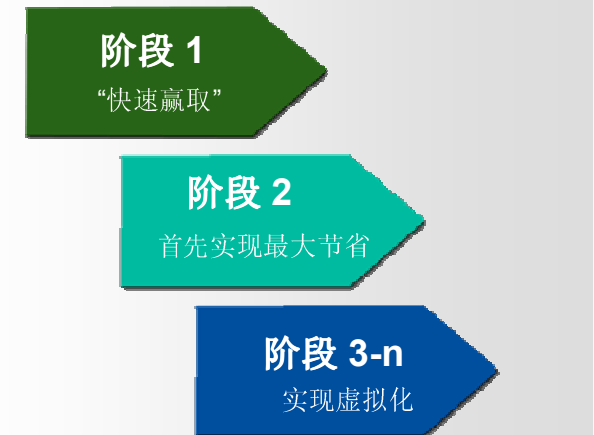 阶段 1
“快速赢取”
阶段 2
首先实现最大节省
阶段 3-n
实现虚拟化